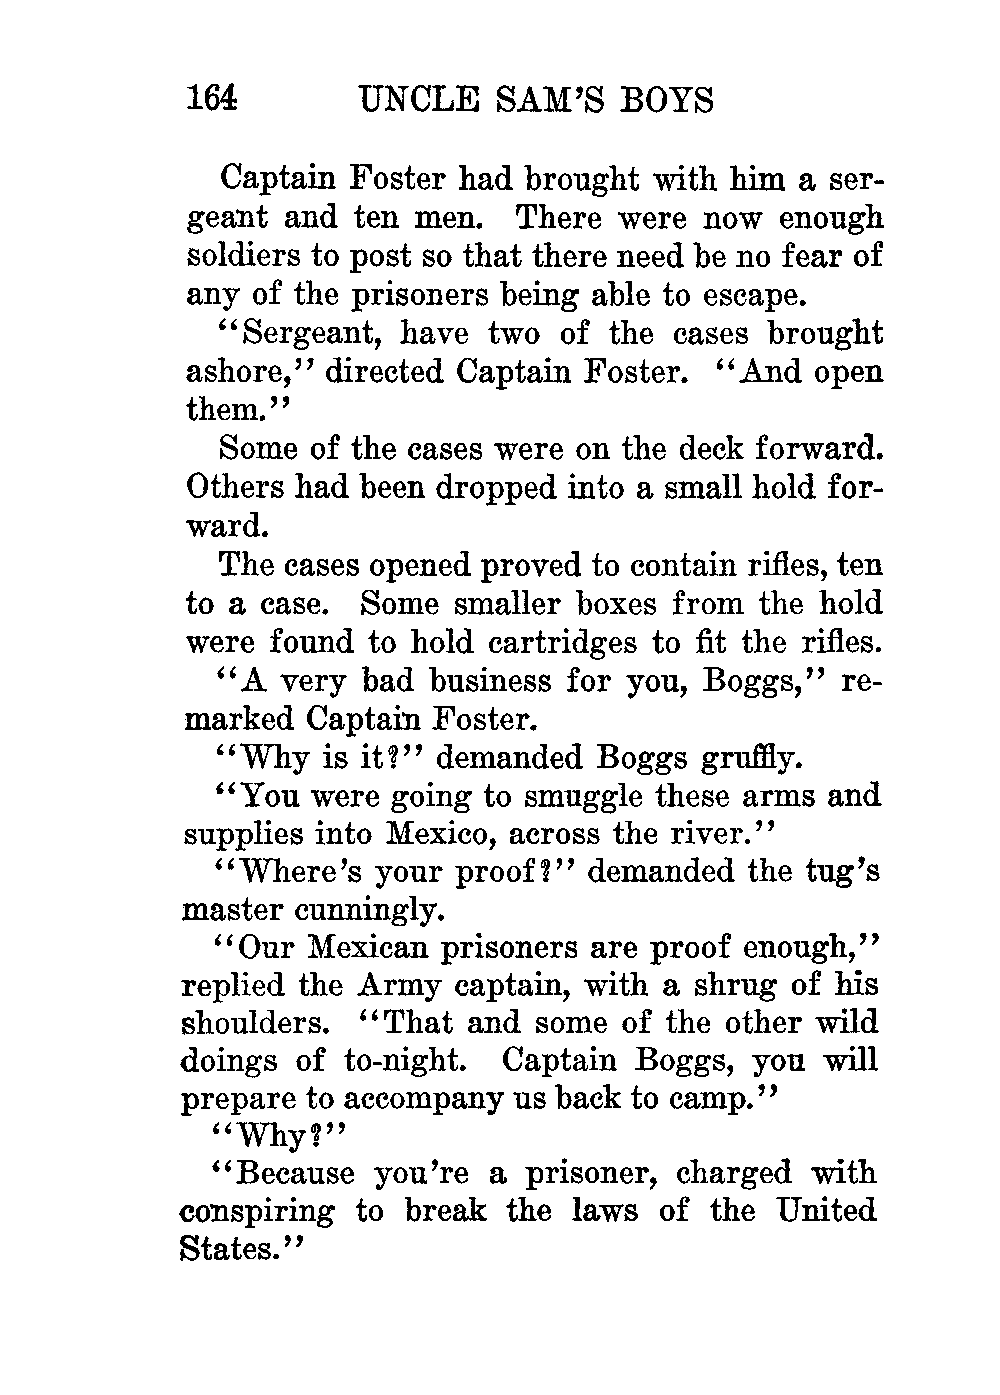 164 UNCLE SAM'S BOYS
Captain Foster had brought with him a ser-
geant and ten men. There were now enough
soldiers to post so that there need be no fear of
any of the prisoners being able to escape.
"Sergeant, have two of the cases brought
ashore," directed Captain Foster. "And open
them."
Some of the cases were on the deck forward.
Others had been dropped into a small hold for-
ward.
The cases opened proved to contain rifles, ten
to a case. Some smaller boxes from the hold
were found to hold cartridges to fit the rifles.
"A very bad business for you, Boggs," re-
marked Captain Foster.
"Why is it?" demanded Boggs gruffly.
"You were going to smuggle these arms and
supplies into Mexico, across the river."
"Where's your proof?" demanded the tug's
master cunningly.
"Our Mexican prisoners are proof enough,"
replied the Army captain, with a shrug of his
shoulders. "That and some of the other wild
doings of to-night. Captain Boggs, you will
prepare to accompany us back to camp."
"Why?"
"Because you're a prisoner, charged with
conspiring to break the laws of the United
States."